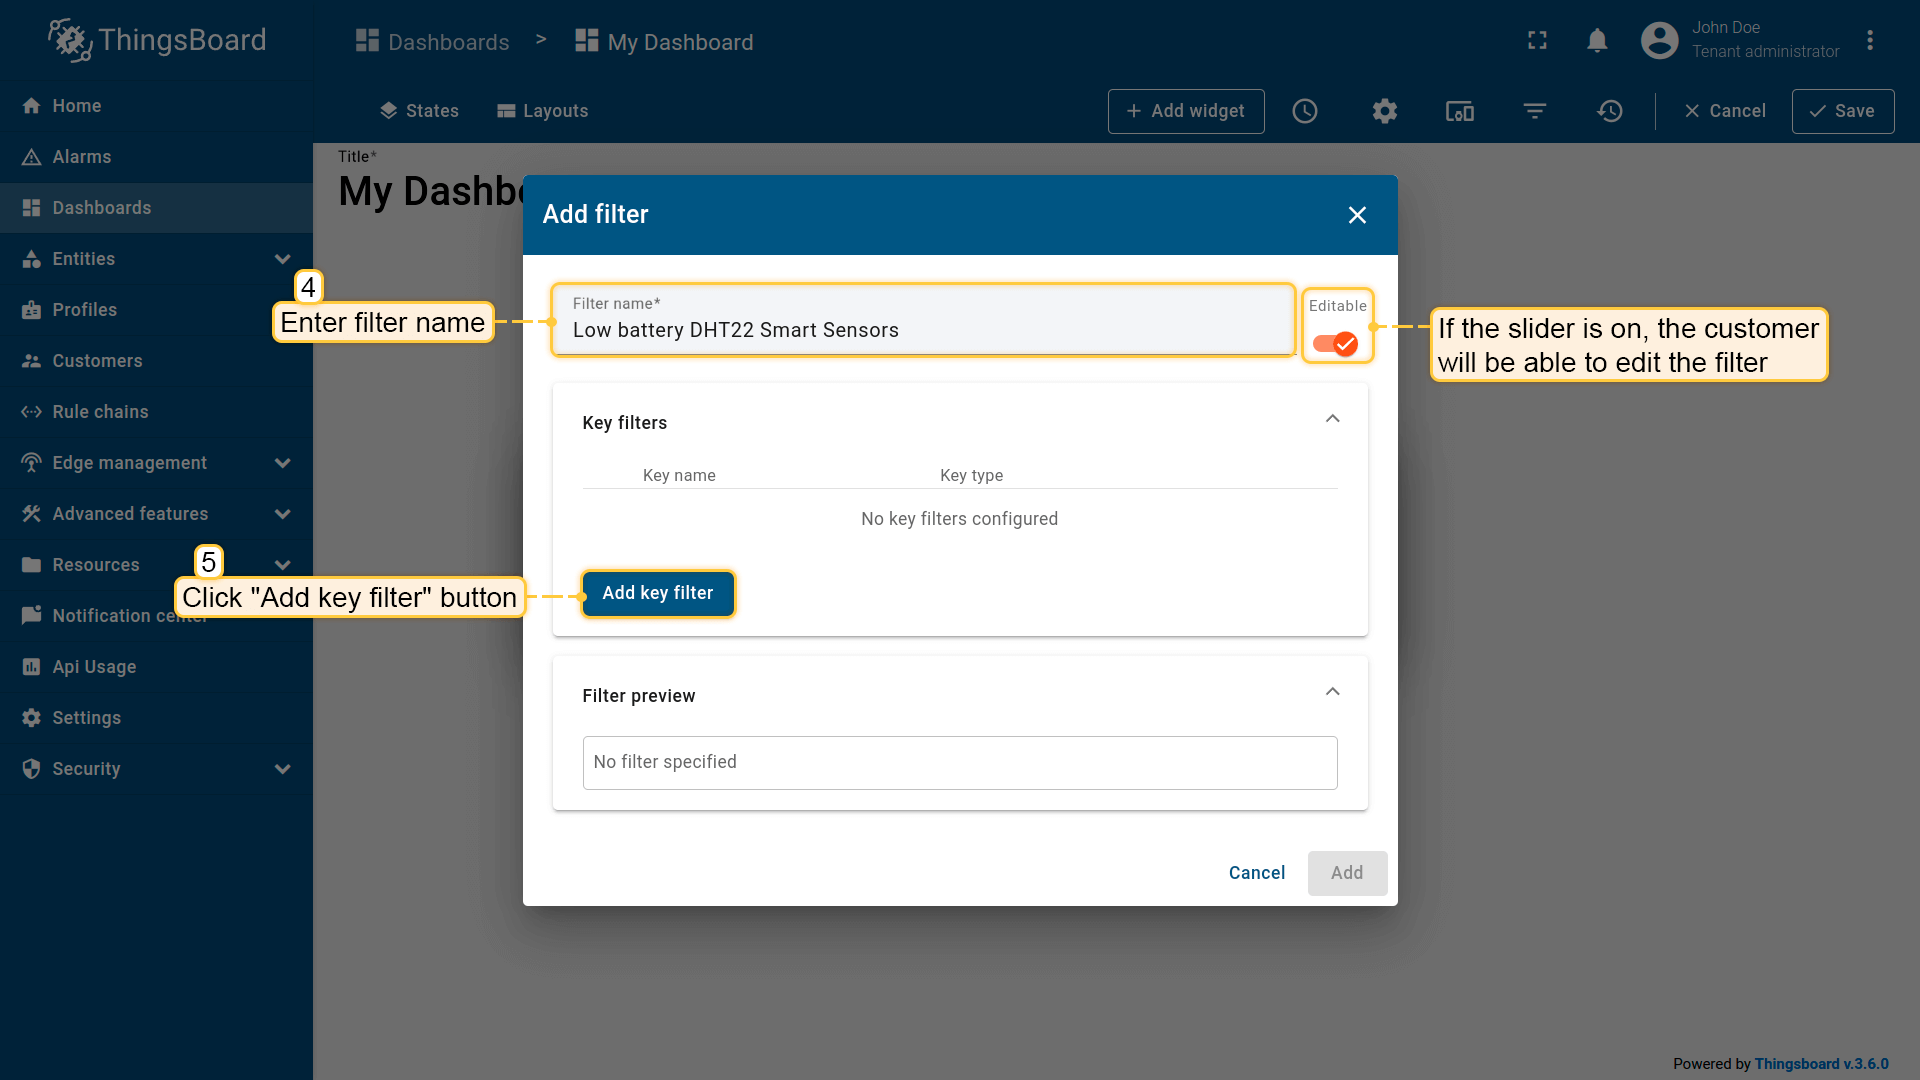 ThingsBoard
Dashboards > My Dashboard
John Doe
Tenant administrator
Home
Alarms
Dashboards
Entities
Profiles
Customers
Rule chains
Edge management
Advanced features
Resources
Notification center
Api Usage
Settings
Security
States
Layouts
+ Add widget
Cancel
Save
Title*
My Dashbo
Add filter
4
Enter filter name
Filter name*
Low battery DHT22 Smart Sensors
Editable
If the slider is on, the customer
will be able to edit the filter
Key filters
Key name
Key type
No key filters configured
5
Click "Add key filter" button
Add key filter
Filter preview
No filter specified
Cancel
Add
Powered by Thingsboard v.3.6.0